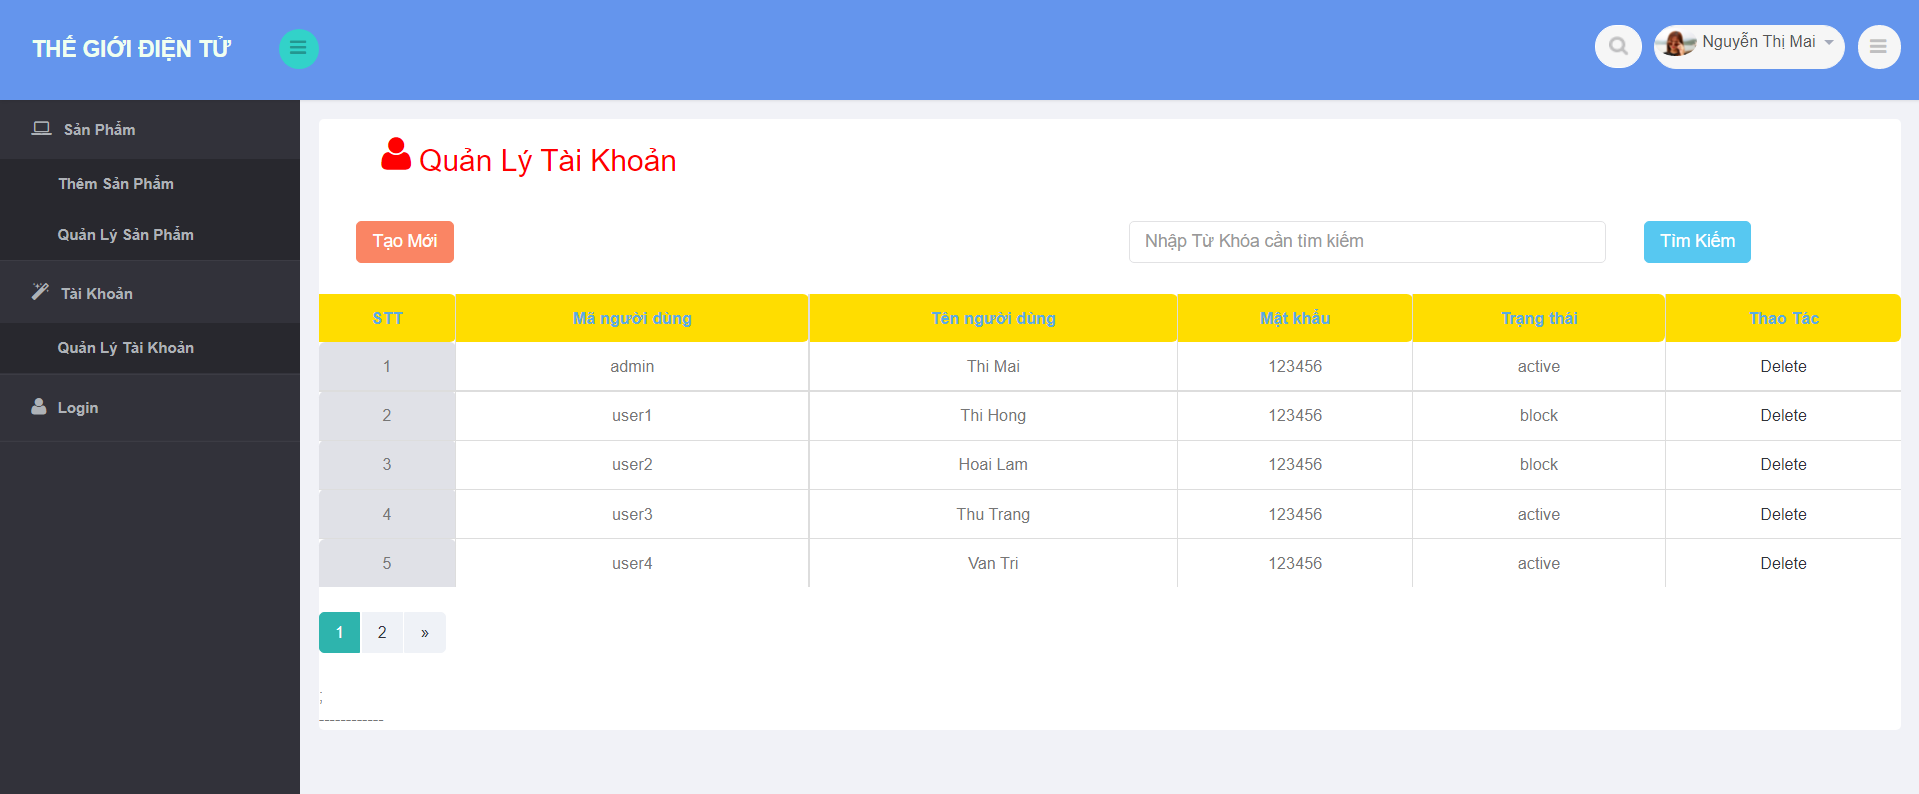 THẾ GIỚI ĐIỆN TỬ
Nguyễn Thị Mai
Sản Phẩm
Thêm Sản Phẩm
Quản Lý Sản Phẩm
Tài Khoản
Quản Lý Tài Khoản
Login
Quản Lý Tài Khoản
Tạo Mới
Nhập Từ Khóa cần tìm kiếm
Tìm Kiếm
STT Mã người dùng Tên người dùng Mật khẩu Trạng thái Thao Tác
1 admin Thi Mai 123456 active Delete
2 user1 Thi Hong 123456 block Delete
3 user2 Hoai Lam 123456 block Delete
4 user3 Thu Trang 123456 active Delete
5 user4 Van Tri 123456 active Delete
1 2 »
;
------------